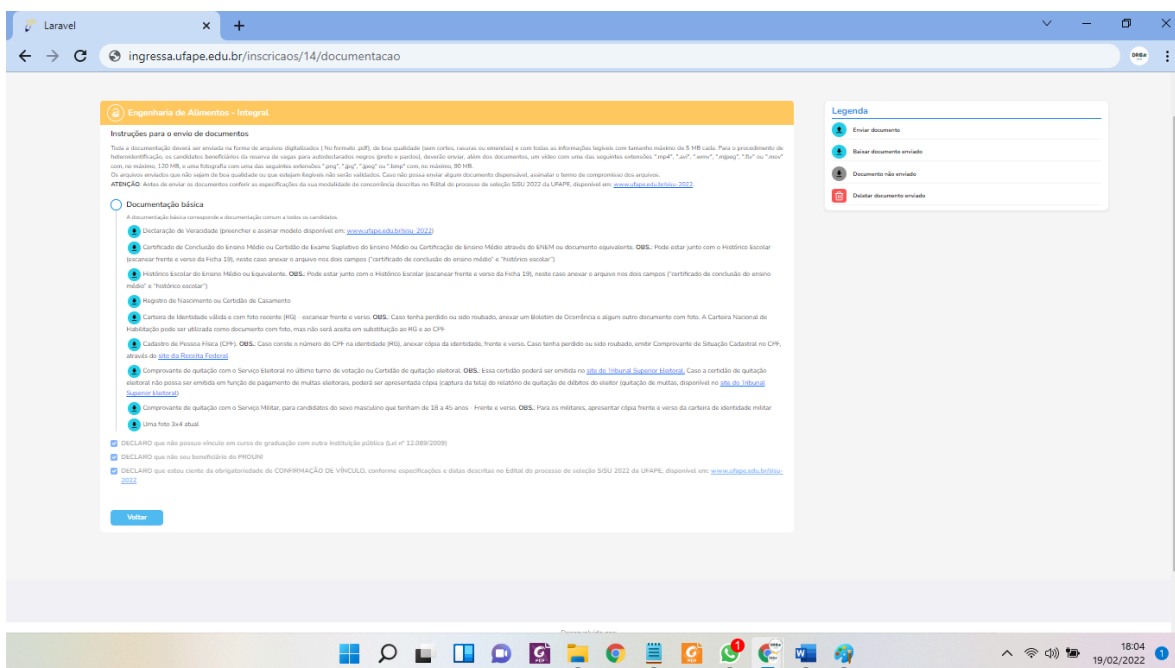 Laravel
ingressa.ufape.edu.br/inscricaos/14/documentacao
DRBA
Engenharia de Alimentos - Integral
Instruções para o envio de documentos
Toda a documentação deverá ser enviada na forma de arquivos digitalizados ( No formato .pdf), de boa qualidade (sem cortes, rasuras ou emendas) e com todas as informações legíveis com tamanho máximo de 5 MB cada. Para o procedimento de
heteroidentificação, os candidatos beneficiários da reserva de vagas para autodeclarados negros (preto e pardos), deverão enviar, além dos documentos, um vídeo com uma das seguintes extensões ".mp4", ".avi", ".wmv", ".mpeg", ".flv" ou ".mov"
com, no máximo, 120 MB, e uma fotografia com uma das seguintes extensões ".png", ".jpg", ".jpeg" ou ".bmp" com, no máximo, 90 MB.
Os arquivos enviados que não sejam de boa qualidade ou que estejam ilegíveis não serão validados. Caso não possa enviar algum documento dispensável, assinalar o termo de compromisso dos arquivos.
ATENÇÃO: Antes de enviar os documentos conferir as especificações da sua modalidade de concorrência descritas no Edital do processo de seleção SiSU 2022 da UFAPE, disponível em: www.ufape.edu.br/sisu-2022.
Documentação básica
A documentação básica corresponde a documentação comum a todos os candidatos.
Declaração de Veracidade (preencher e assinar modelo disponível em: www.ufape.edu.br/sisu_2022)
Certificado de Conclusão do Ensino Médio ou Certidão de Exame Supletivo do Ensino Médio ou Certificação de Ensino Médio através do ENEM ou documento equivalente. OBS.: Pode estar junto com o Histórico Escolar
(escanear frente e verso da Ficha 19), neste caso anexar o arquivo nos dois campos ("certificado de conclusão do ensino médio" e "histórico escolar")
Histórico Escolar do Ensino Médio ou Equivalente. OBS.: Pode estar junto com o Histórico Escolar (escanear frente e verso da Ficha 19), neste caso anexar o arquivo nos dois campos ("certificado de conclusão do ensino
médio" e "histórico escolar")
Registro de Nascimento ou Certidão de Casamento
Carteira de Identidade válida e com foto recente (RG) - escanear frente e verso. OBS.: Caso tenha perdido ou sido roubado, anexar um Boletim de Ocorrência e algum outro documento com foto. A Carteira Nacional de
Habilitação pode ser utilizada como documento com foto, mas não será aceita em substituição ao RG e ao CPF
Cadastro de Pessoa Física (CPF). OBS.: Caso conste o número do CPF na identidade (RG), anexar cópia da identidade, frente e verso. Caso tenha perdido ou sido roubado, emitir Comprovante de Situação Cadastral no CPF,
através do site da Receita Federal
Comprovante de quitação com o Serviço Eleitoral no último turno de votação ou Certidão de quitação eleitoral. OBS.: Essa certidão poderá ser emitida no site do Tribunal Superior Eleitoral. Caso a certidão de quitação
eleitoral não possa ser emitida em função de pagamento de multas eleitorais, poderá ser apresentada cópia (captura da tela) do relatório de quitação de débitos do eleitor (quitação de multas, disponível no site do Tribunal
Superior Eleitoral)
Comprovante de quitação com o Serviço Militar, para candidatos do sexo masculino que tenham de 18 a 45 anos - Frente e verso. OBS.: Para os militares, apresentar cópia frente e verso da carteira de identidade militar
Uma foto 3x4 atual
DECLARO que não possuo vínculo em curso de graduação com outra instituição pública (Lei nº 12.089/2009)
DECLARO que não sou beneficiário do PROUNI
DECLARO que estou ciente da obrigatoriedade de CONFIRMAÇÃO DE VÍNCULO, conforme especificações e datas descritas no Edital do processo de seleção SiSU 2022 da UFAPE, disponível em: www.ufape.edu.br/sisu-
2022
Voltar
Legenda
Enviar documento
Baixar documento enviado
Documento não enviado
Deletar documento enviado
18:04
19/02/2022
1